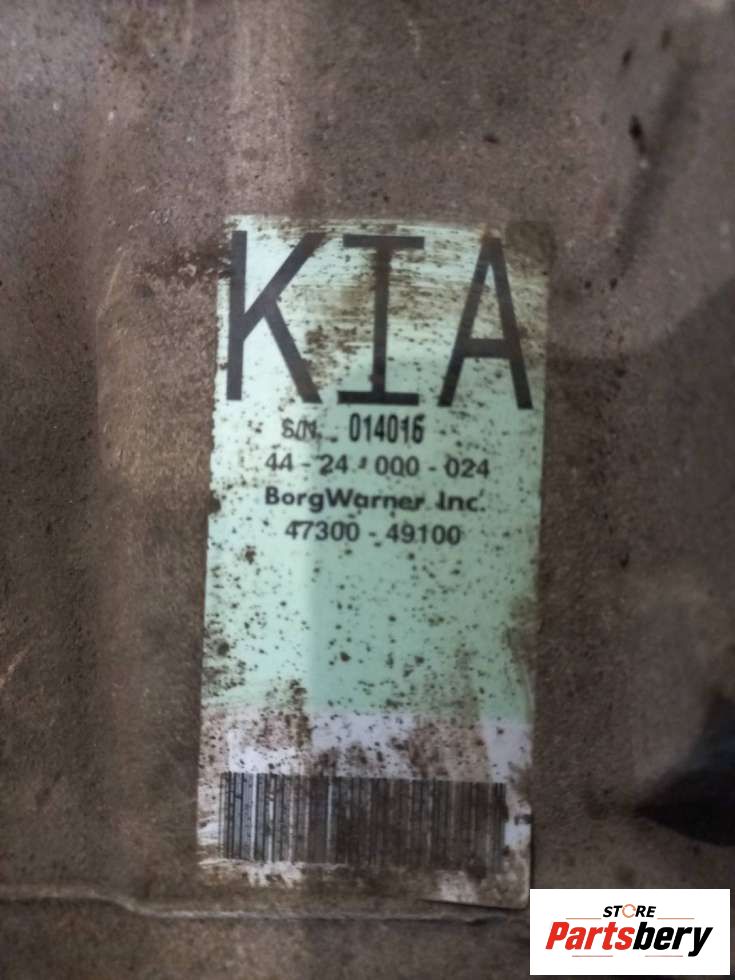 KIA
S/N. 014016
44-24-000-024
BorgWarner Inc.
47300-49100
STORE
Partsbery